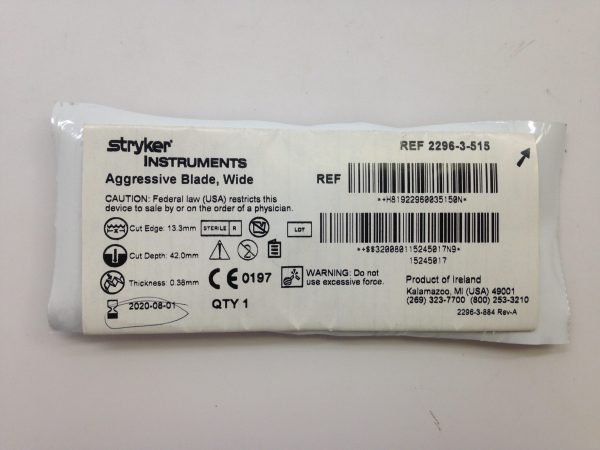 stryker®
INSTRUMENTS
REF 2296-3-515
Aggressive Blade, Wide
REF
*+H81922960035150N*
CAUTION: Federal law (USA) restricts this
device to sale by or on the order of a physician.
Cut Edge: 13.3mm
STERILE R
LOT
*+$$320080115245017N9*
15245017
Cut Depth: 42.0mm
Thickness: 0.36mm
CE 0197
WARNING: Do not
use excessive force.
Product of Ireland
Kalamazoo, MI (USA) 49001
(269) 323-7700 (800) 253-3210
2020-08-01
QTY 1
2296-3-884 Rev-A